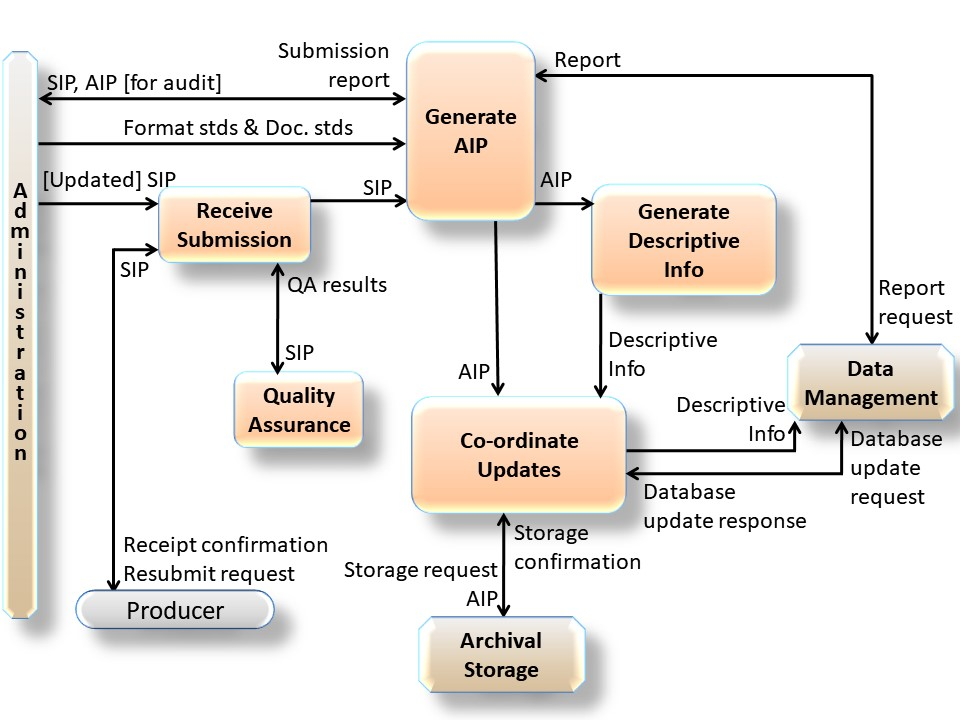 Submission
report
Report
SIP, AIP [for audit]
Generate
AIP
Format stds & Doc. stds
[Updated] SIP
SIP
AIP
Administration
Receive
Submission
Generate
Descriptive
Info
SIP
QA results
Report
request
SIP
Descriptive
Info
AIP
Quality
Assurance
Data
Management
Descriptive
Info
Co-ordinate
Updates
Database
update
request
Database
update response
Storage
confirmation
Receipt confirmation
Resubmit request
Storage request
AIP
Producer
Archival
Storage